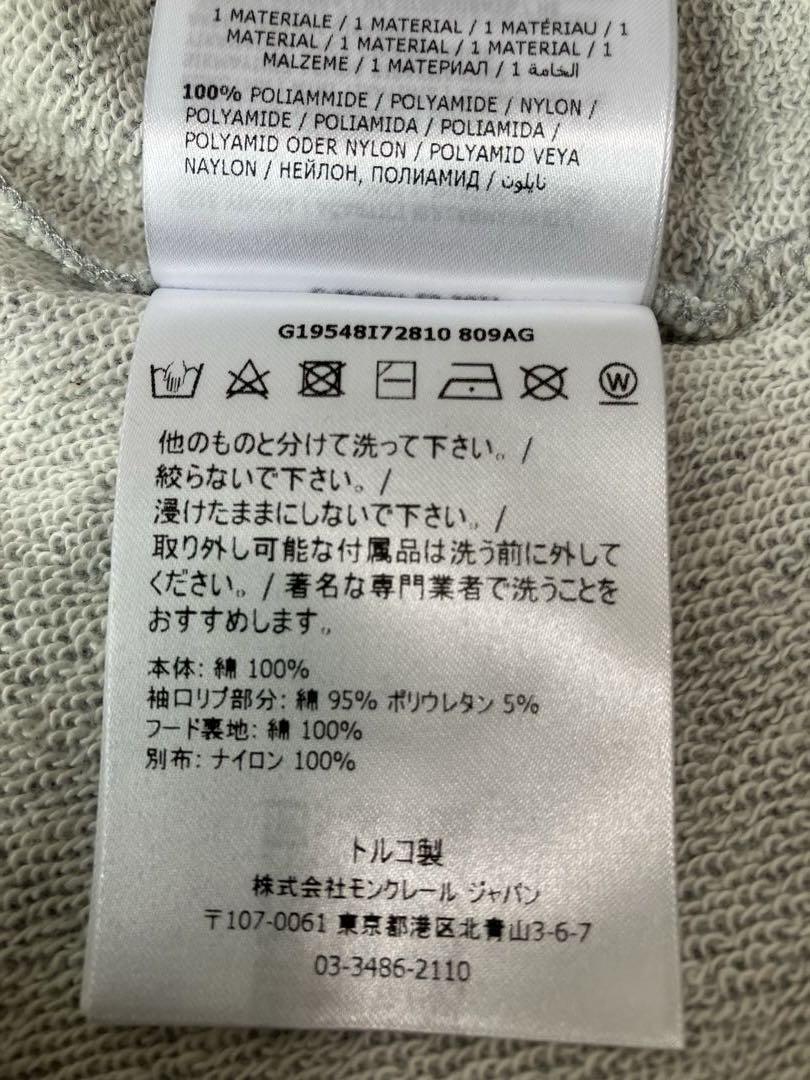 1 MATERIALE / 1 MATERIAL / 1 MATÉRIAU / 1
MATERIAL / 1 MATERIAL / 1 MATERIAL / 1
MALZEME / 1 МАТЕРИАЛ / 1 الخامة
100% POLIAMMIDE / POLYAMIDE / NYLON /
POLYAMIDE / POLIAMIDA / POLIAMIDA /
POLYAMID ODER NYLON / POLYAMID VEYA
NAYLON / НЕЙЛОН, ПОЛИАМИД / نايلون
G19548I72810 809AG
W
他のものと分けて洗って下さい。/
絞らないで下さい。/
浸けたままにしないで下さい。/
取り外し可能な付属品は洗う前に外して
ください。/ 著名な専門業者で洗うことを
おすすめします。
本体: 綿 100%
袖口リブ部分: 綿 95% ポリウレタン 5%
フード裏地: 綿 100%
別布: ナイロン 100%
トルコ製
株式会社モンクレール ジャパン
〒107-0061 東京都港区北青山3-6-7
03-3486-2110